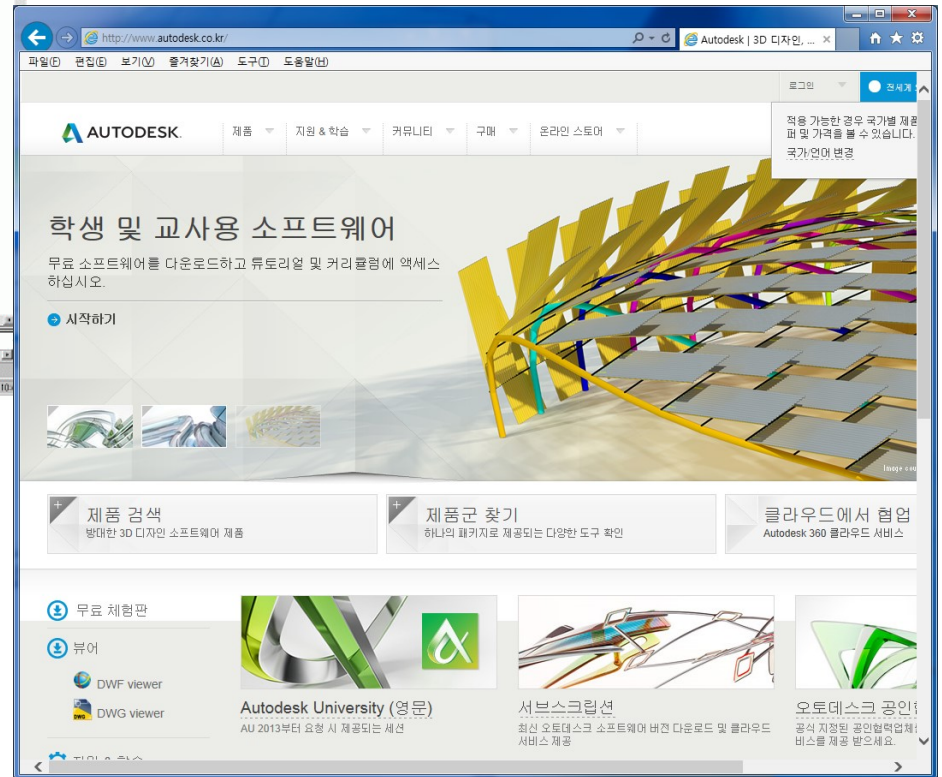 http://www.autodesk.co.kr/
Autodesk | 3D 디자인, ...
파일(F) 편집(E) 보기(V) 즐겨찾기(A) 도구(T) 도움말(H)
로그인
전세계
AUTODESK.
제품
지원 & 학습
커뮤니티
구매
온라인 스토어
적용 가능한 경우 국가별 제품
퍼 및 가격을 볼 수 있습니다.
국가/언어 변경
학생 및 교사용 소프트웨어
무료 소프트웨어를 다운로드하고 튜토리얼 및 커리큘럼에 액세스
하십시오.
시작하기
제품 검색
방대한 3D 디자인 소프트웨어 제품
제품군 찾기
하나의 패키지로 제공되는 다양한 도구 확인
클라우드에서 협업
Autodesk 360 클라우드 서비스
무료 체험판
뷰어
DWF viewer
DWG viewer
Autodesk University (영문)
AU 2013부터 요청 시 제공되는 세션
서브스크립션
최신 오토데스크 소프트웨어 버전 다운로드 및 클라우드
서비스 제공
오토데스크 공인
공식 지정된 공인협력업체
비스를 제공 받으세요.